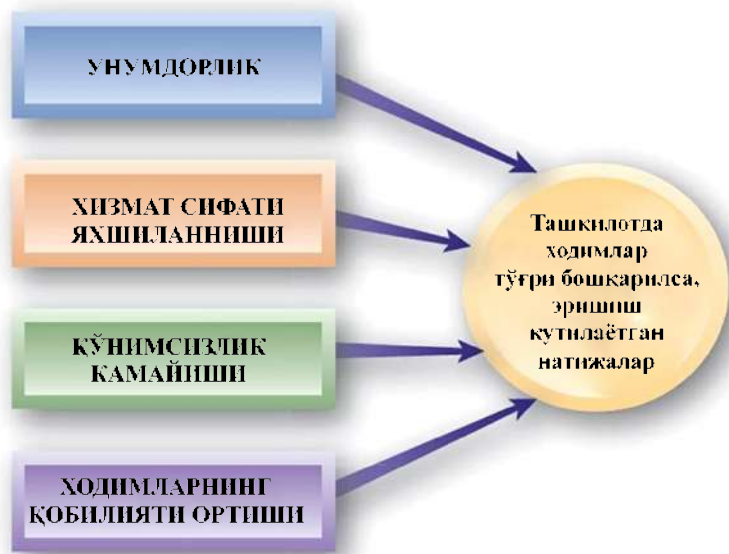 УНУМДОРЛИК
ХИЗМАТ СИФАТИ
ЯХШИЛАННИШИ
ҚЎНИМСИЗЛИК
КАМАЙИШИ
ХОДИМЛАРНИНГ
ҚОБИЛИЯТИ ОРТИШИ
Ташкилотда
ходимлар
тўғри бошқарилса,
эришиш
кутилаётган
натижалар